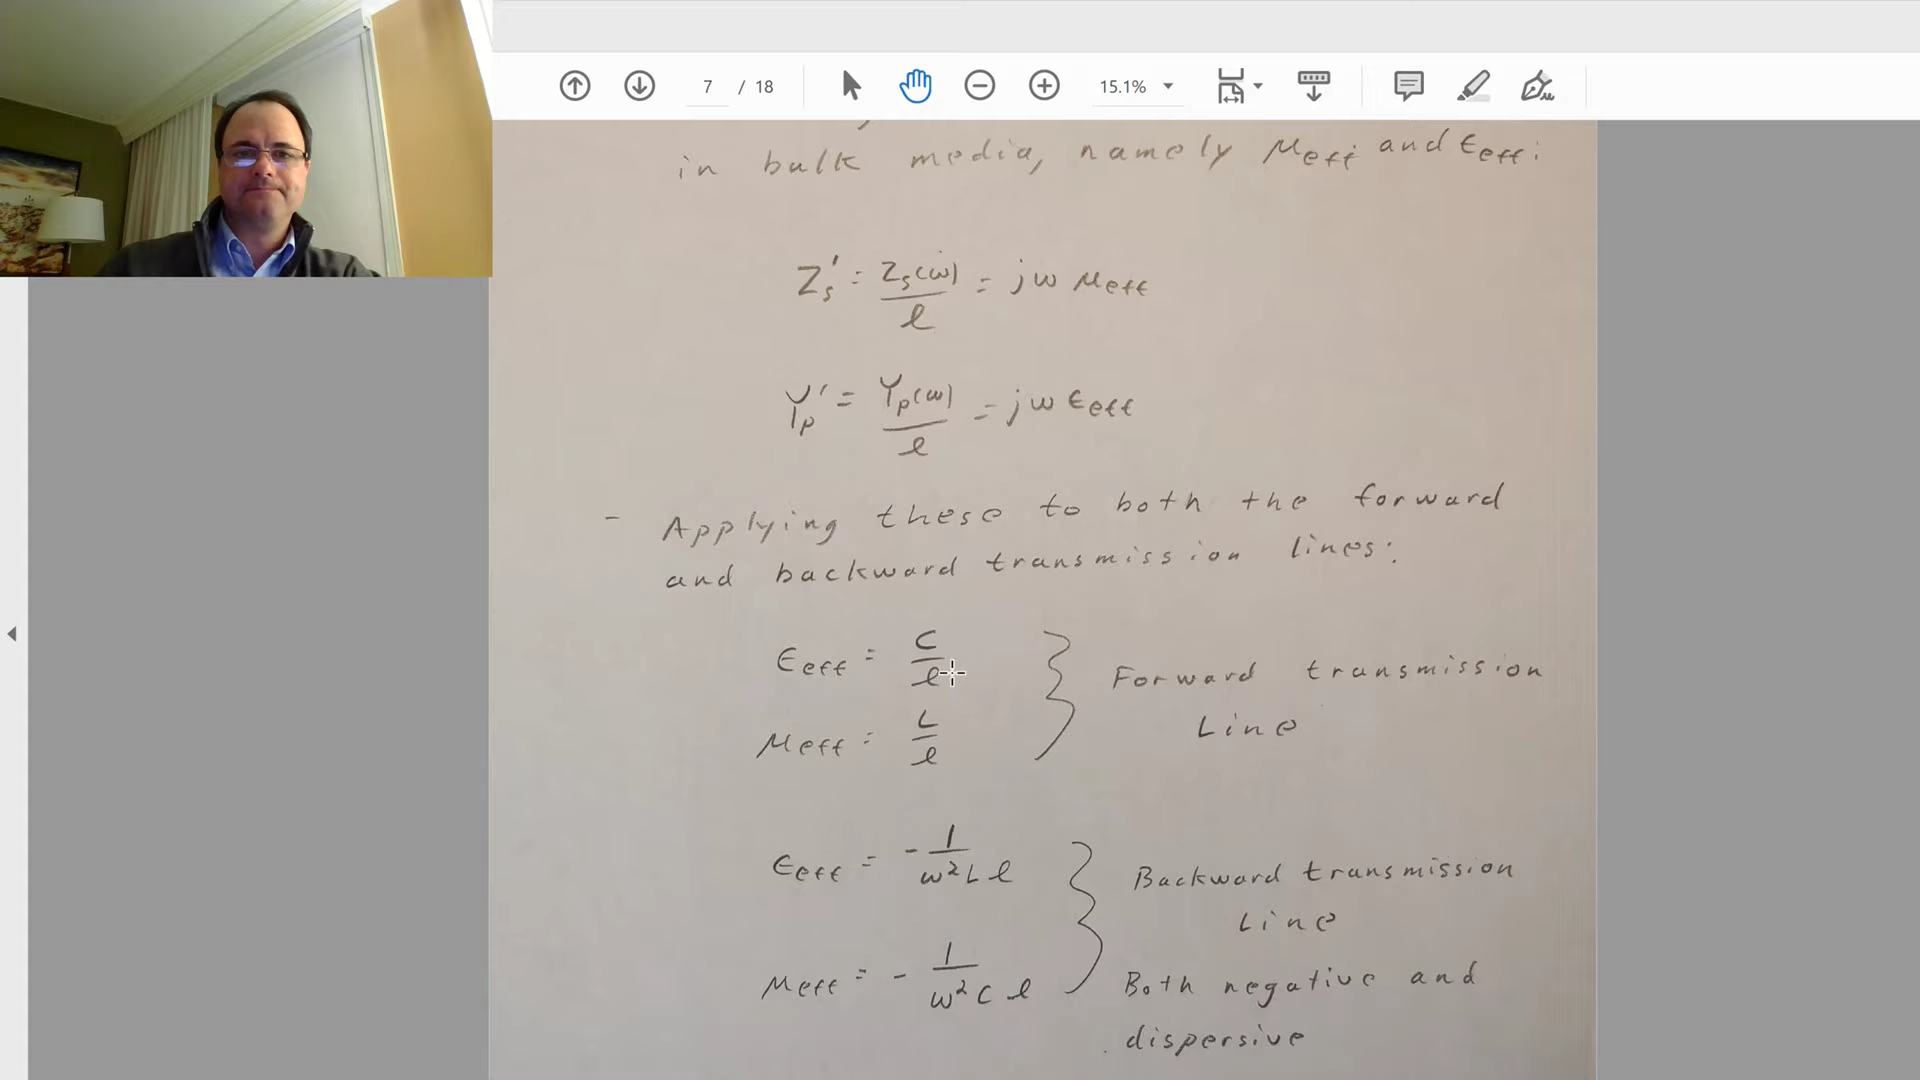 7 / 18
15.1%
in bulk media, namely μeff and εeff:
Zs' = Zs(ω)/ℓ = jω μeff
Yp' = Yp(ω)/ℓ = jω εeff
- Applying these to both the forward
and backward transmission lines:
εeff = C/ℓ
μeff = L/ℓ
} Forward transmission
Line
εeff = -1/ω²Lℓ
μeff = -1/ω²Cℓ
} Backward transmission
Line
Both negative and
dispersive